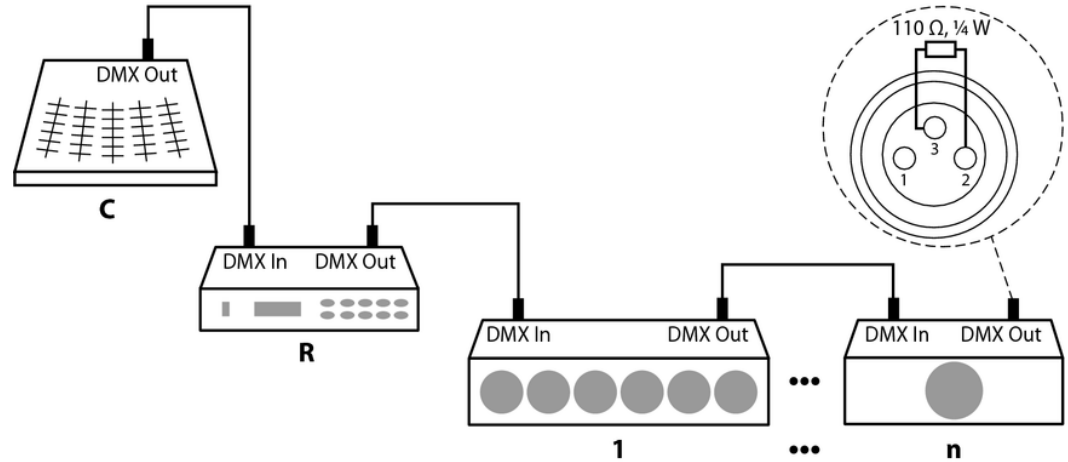 110 Ω, ¼ W
DMX Out
3
1
2
C
DMX In
DMX Out
R
DMX In
DMX Out
DMX In
DMX Out
•••
1
•••
n